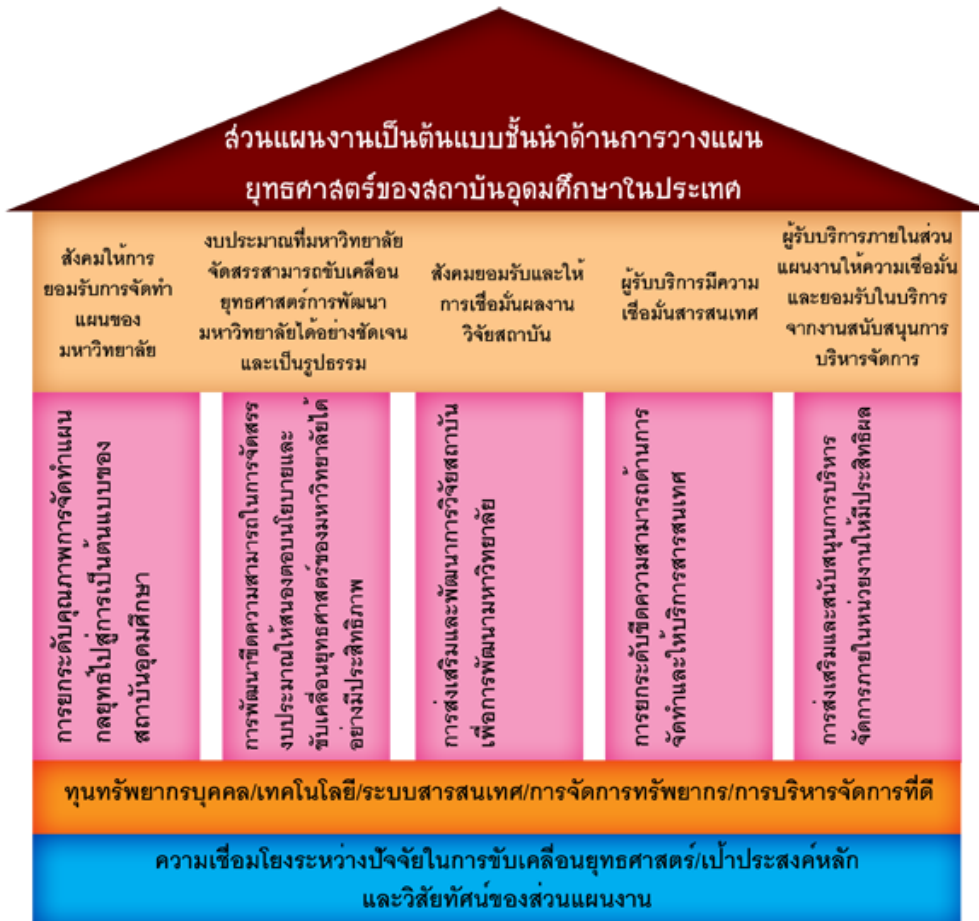 ส่วนแผนงานเป็นต้นแบบชั้นนำด้านการวางแผน
ยุทธศาสตร์ของสถาบันอุดมศึกษาในประเทศ
สังคมให้การ
ยอมรับการจัดทำ
แผนของ
มหาวิทยาลัย
งบประมาณที่มหาวิทยาลัย
จัดสรรสามารถขับเคลื่อน
ยุทธศาสตร์การพัฒนา
มหาวิทยาลัยได้อย่างชัดเจน
และเป็นรูปธรรม
สังคมยอมรับและให้
การเชื่อมั่นผลงาน
วิจัยสถาบัน
ผู้รับบริการมีความ
เชื่อมั่นสารสนเทศ
ผู้รับบริการภายในส่วน
แผนงานให้ความเชื่อมั่น
และยอมรับในบริการ
จากงานสนับสนุนการ
บริหารจัดการ
การยกระดับคุณภาพการจัดทำแผน
กลยุทธ์ไปสู่การเป็นต้นแบบของ
สถาบันอุดมศึกษา
การพัฒนาขีดความสามารถในการจัดสรร
งบประมาณให้สนองตอบนโยบายและ
ขับเคลื่อนยุทธศาสตร์ของมหาวิทยาลัยได้
อย่างมีประสิทธิภาพ
การส่งเสริมและพัฒนาการวิจัยสถาบัน
เพื่อการพัฒนามหาวิทยาลัย
การยกระดับขีดความสามารถด้านการ
จัดทำและให้บริการสารสนเทศ
การส่งเสริมและสนับสนุนการบริหาร
จัดการภายในหน่วยงานให้มีประสิทธิผล
ทุนทรัพยากรบุคคล/เทคโนโลยี/ระบบสารสนเทศ/การจัดการทรัพยากร/การบริหารจัดการที่ดี
ความเชื่อมโยงระหว่างปัจจัยในการขับเคลื่อนยุทธศาสตร์/เป้าประสงค์หลัก
และวิสัยทัศน์ของส่วนแผนงาน